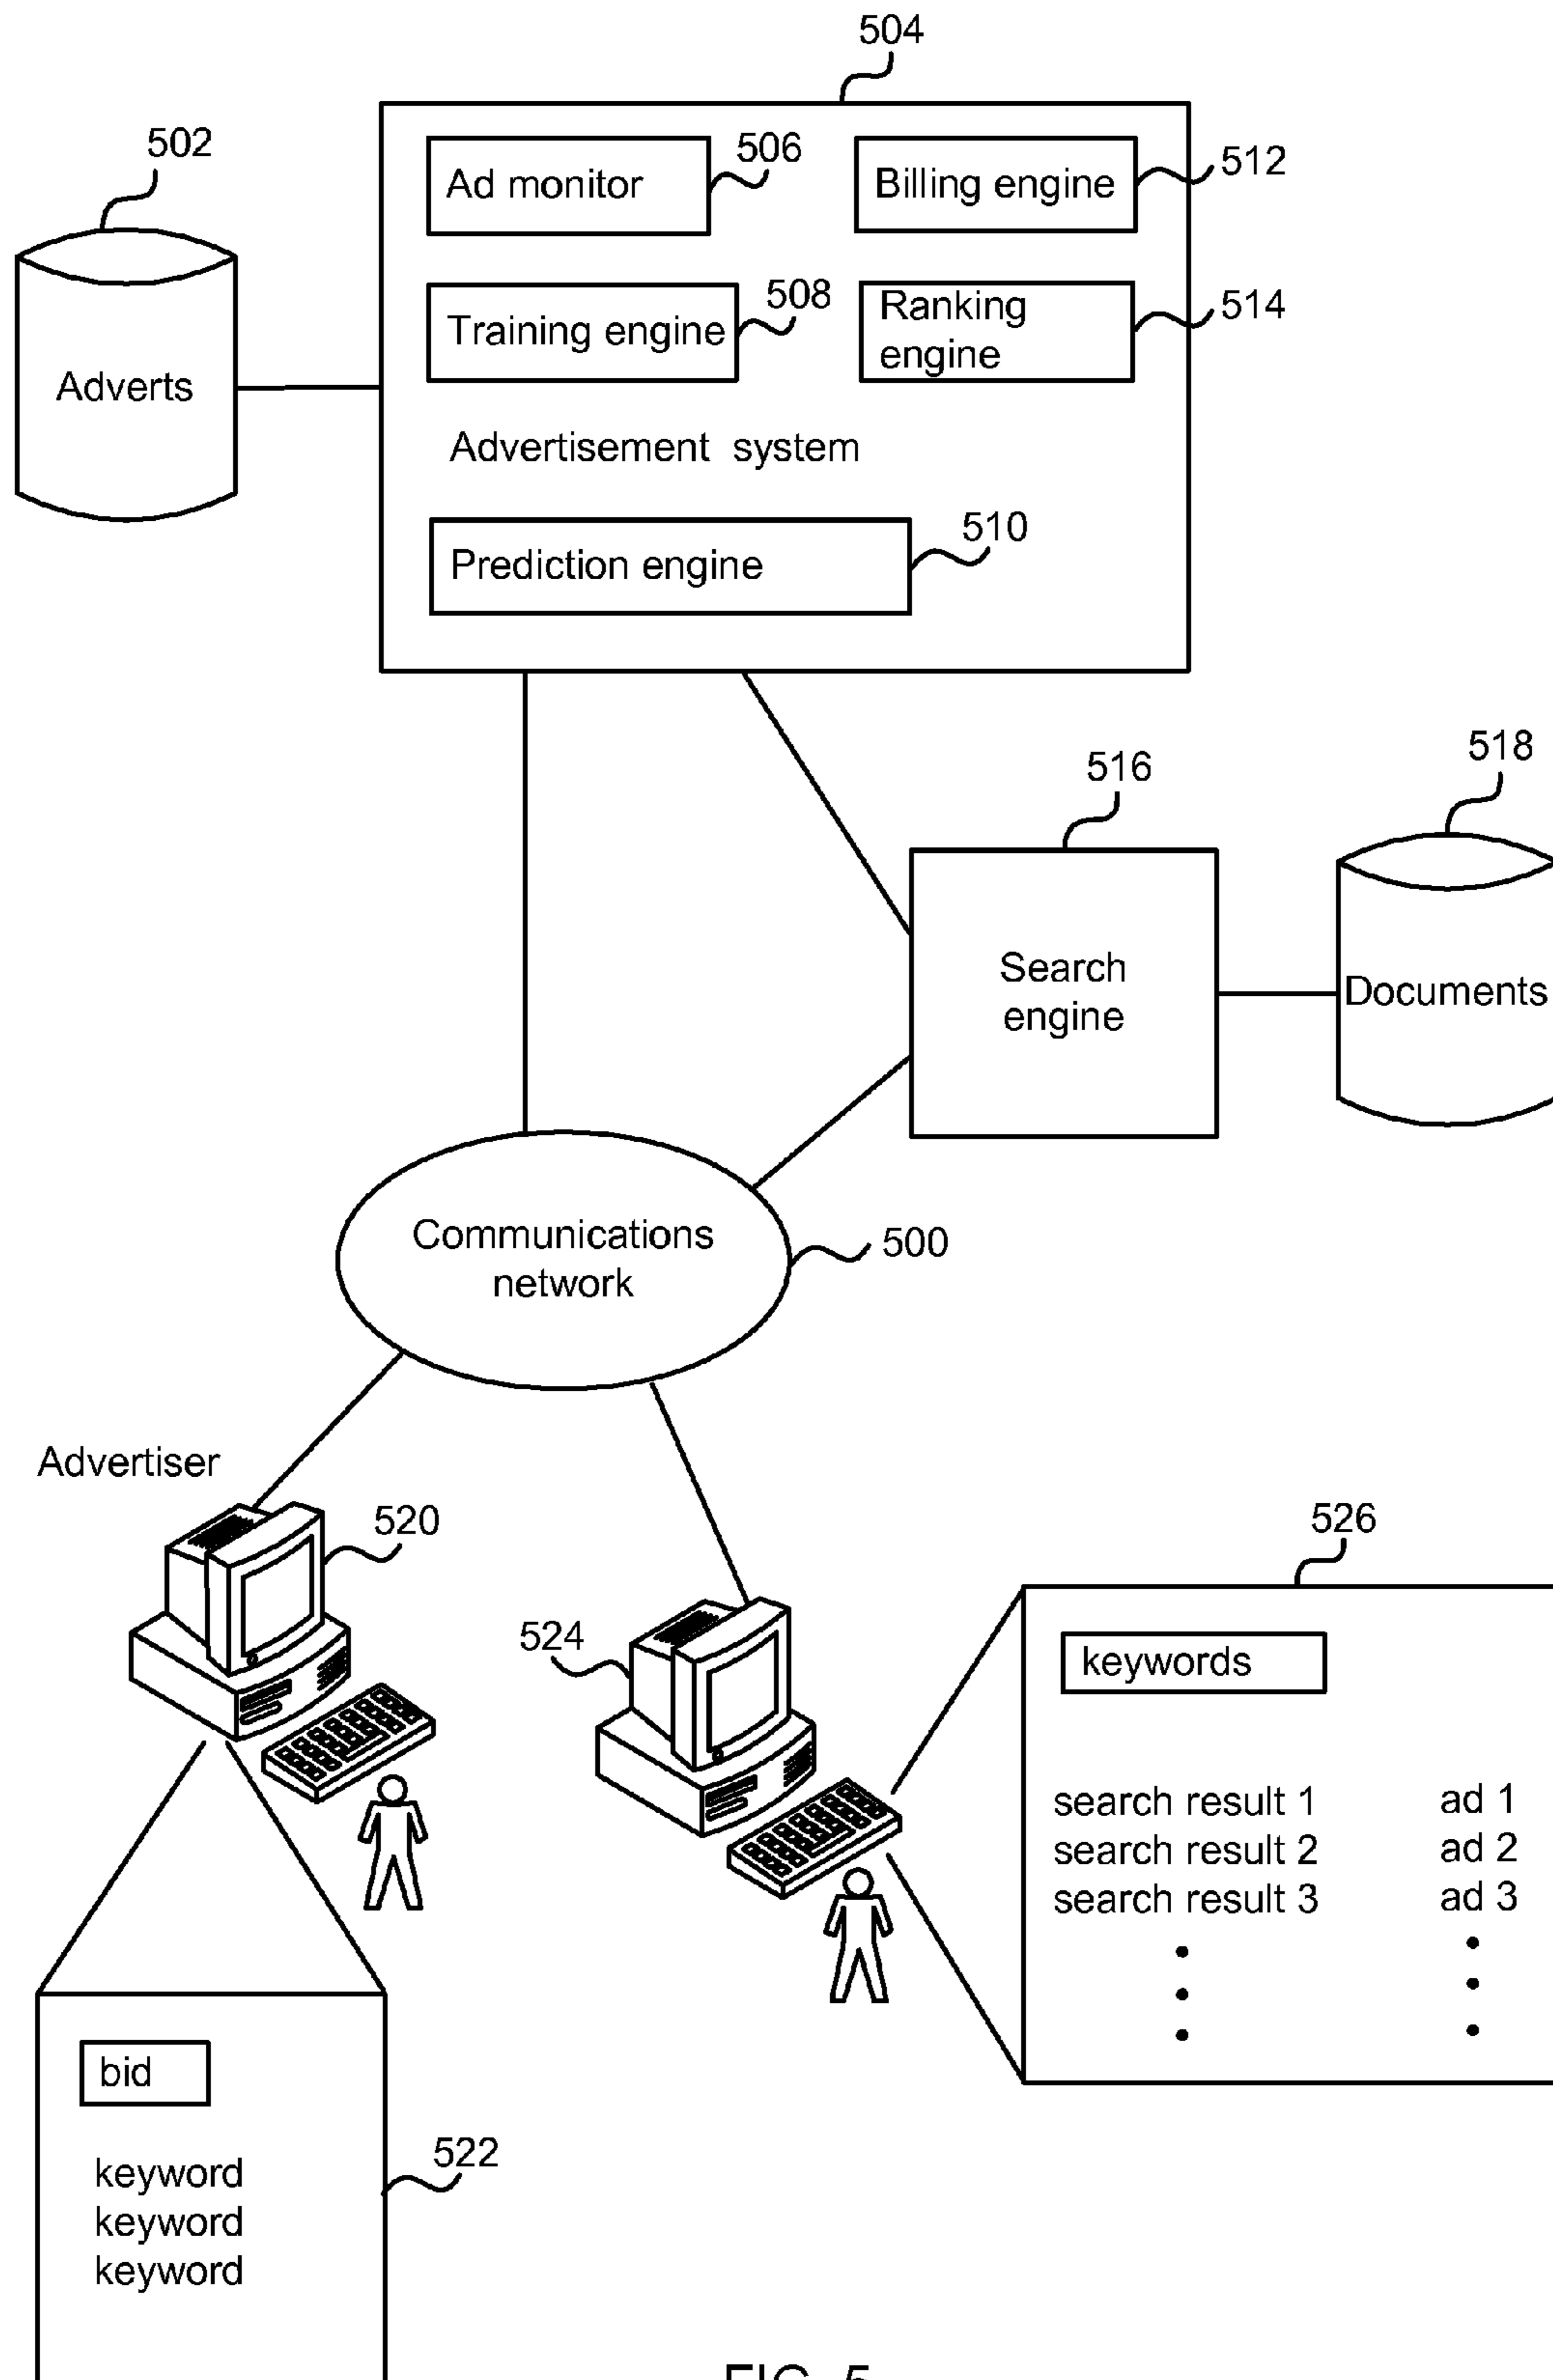 504
502
Ad monitor
506
Billing engine
512
Training engine
508
Ranking
engine
514
Adverts
Advertisement system
Prediction engine
510
516
518
Search
engine
Documents
Communications
network
500
Advertiser
520
524
526
keywords
search result 1 ad 1
search result 2 ad 2
search result 3 ad 3
bid
522
keyword
keyword
keyword
FIG. 5